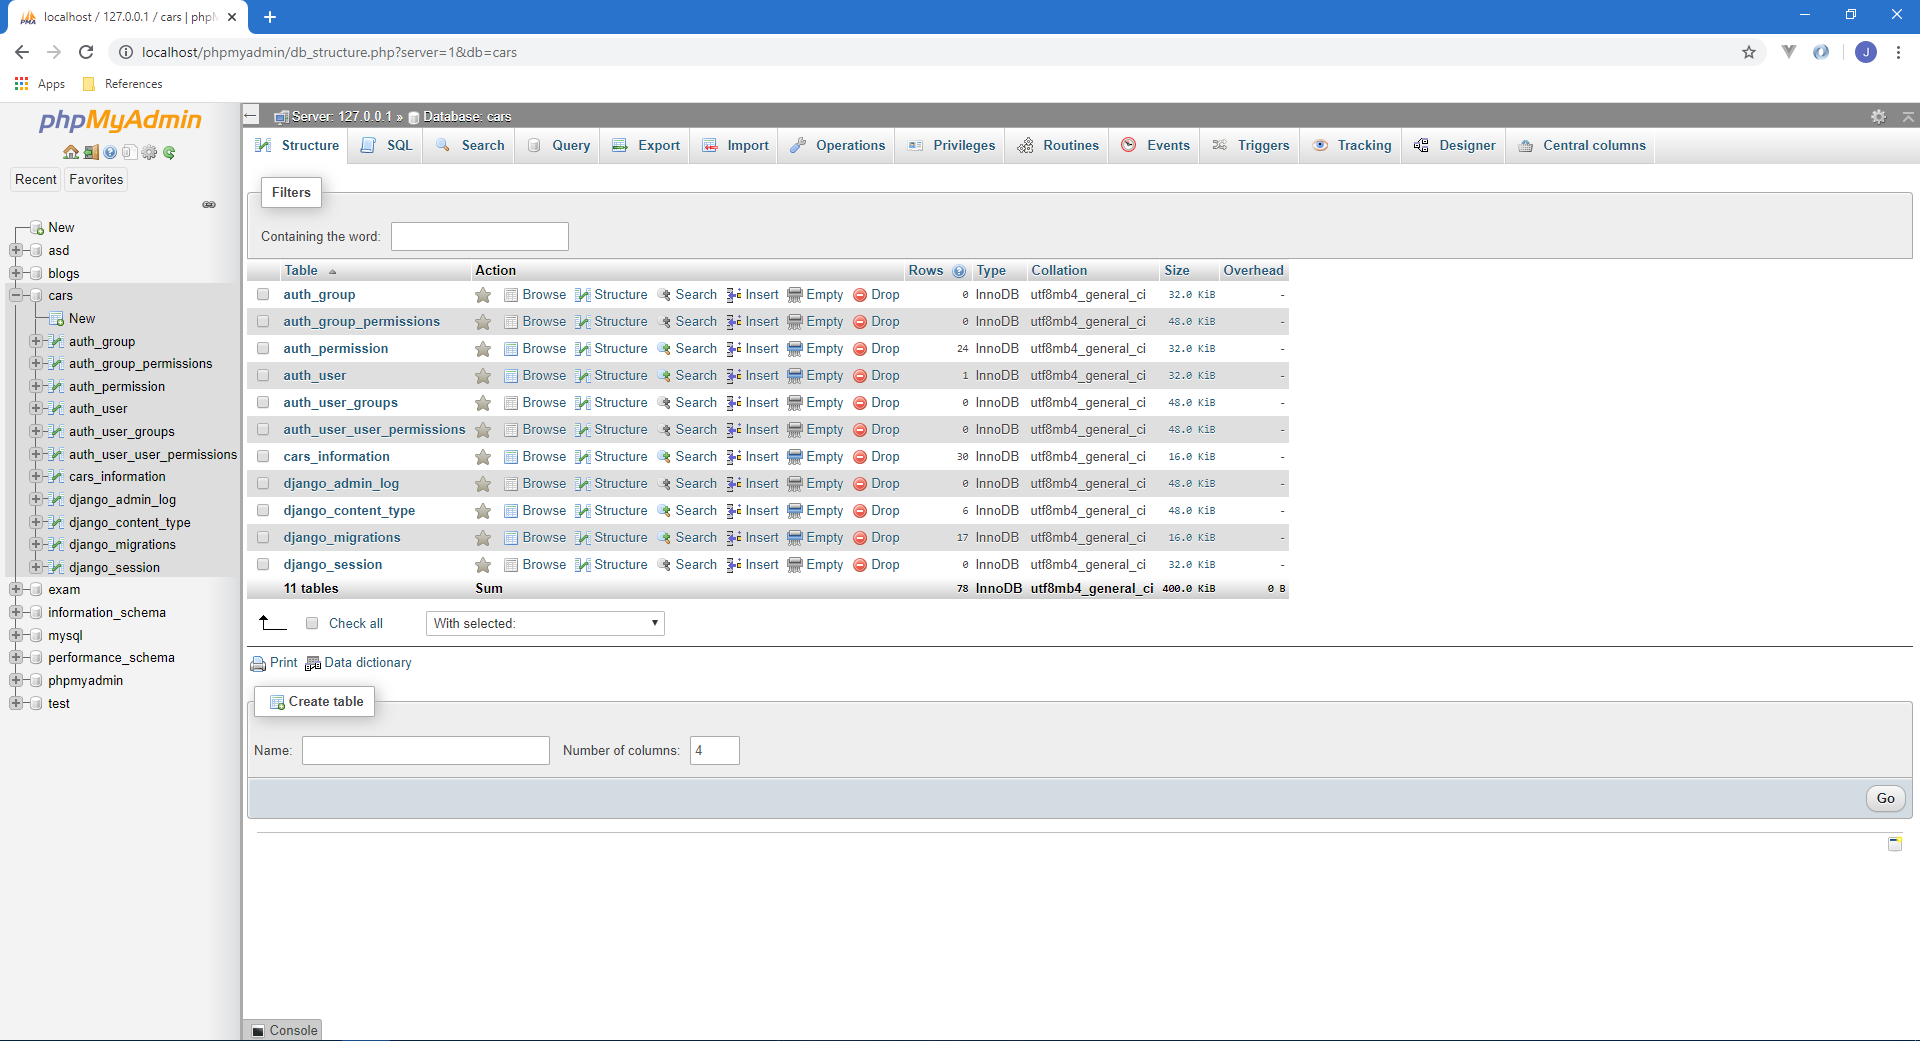 localhost / 127.0.0.1 / cars | phpM
localhost/phpmyadmin/db_structure.php?server=1&db=cars
J
Apps References
phpMyAdmin
Recent Favorites
New
asd
blogs
cars
New
auth_group
auth_group_permissions
auth_permission
auth_user
auth_user_groups
auth_user_user_permissions
cars_information
django_admin_log
django_content_type
django_migrations
django_session
exam
information_schema
mysql
performance_schema
phpmyadmin
test
Server: 127.0.0.1 » Database: cars
Structure SQL Search Query Export Import Operations Privileges Routines Events Triggers Tracking Designer Central columns
Filters
Containing the word:
Table Action Rows Type Collation Size Overhead
auth_group Browse Structure Search Insert Empty Drop 0 InnoDB utf8mb4_general_ci 32.0 KiB -
auth_group_permissions Browse Structure Search Insert Empty Drop 0 InnoDB utf8mb4_general_ci 48.0 KiB -
auth_permission Browse Structure Search Insert Empty Drop 24 InnoDB utf8mb4_general_ci 32.0 KiB -
auth_user Browse Structure Search Insert Empty Drop 1 InnoDB utf8mb4_general_ci 32.0 KiB -
auth_user_groups Browse Structure Search Insert Empty Drop 0 InnoDB utf8mb4_general_ci 48.0 KiB -
auth_user_user_permissions Browse Structure Search Insert Empty Drop 0 InnoDB utf8mb4_general_ci 48.0 KiB -
cars_information Browse Structure Search Insert Empty Drop 30 InnoDB utf8mb4_general_ci 16.0 KiB -
django_admin_log Browse Structure Search Insert Empty Drop 0 InnoDB utf8mb4_general_ci 48.0 KiB -
django_content_type Browse Structure Search Insert Empty Drop 6 InnoDB utf8mb4_general_ci 48.0 KiB -
django_migrations Browse Structure Search Insert Empty Drop 17 InnoDB utf8mb4_general_ci 16.0 KiB -
django_session Browse Structure Search Insert Empty Drop 0 InnoDB utf8mb4_general_ci 32.0 KiB -
11 tables Sum 78 InnoDB utf8mb4_general_ci 400.0 KiB 0 B
Check all With selected:
Print Data dictionary
Create table
Name: Number of columns: 4
Go
Console